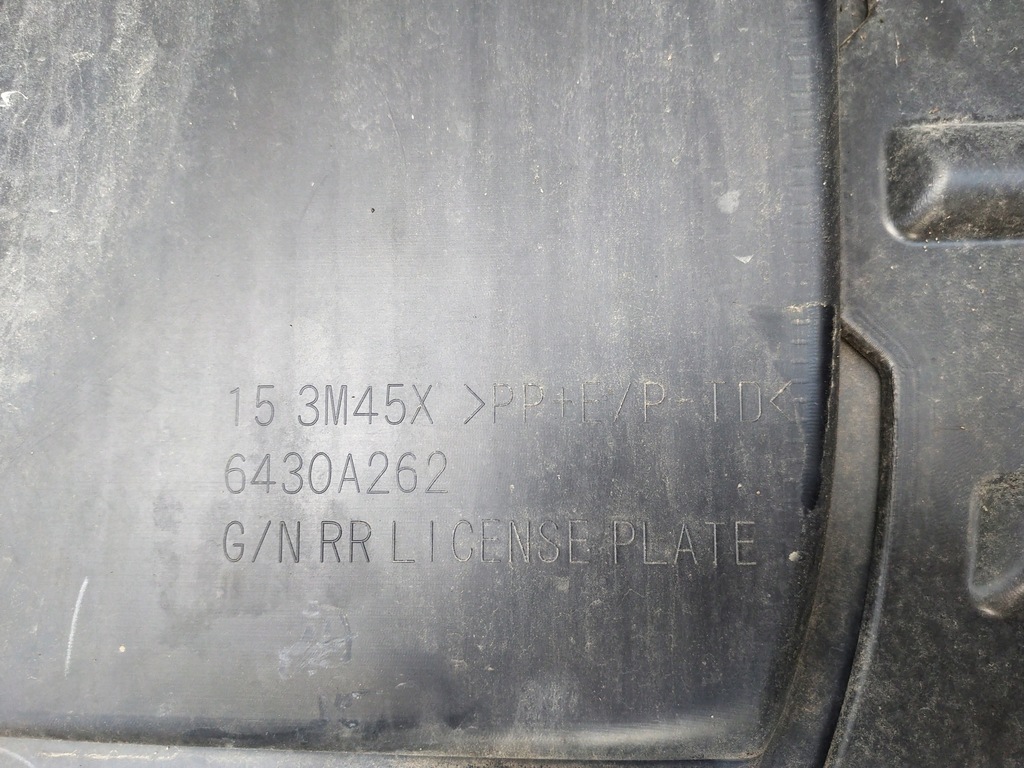 15 3M45X >PP+E/P-TD<
6430A262
G/N RR LICENSE PLATE